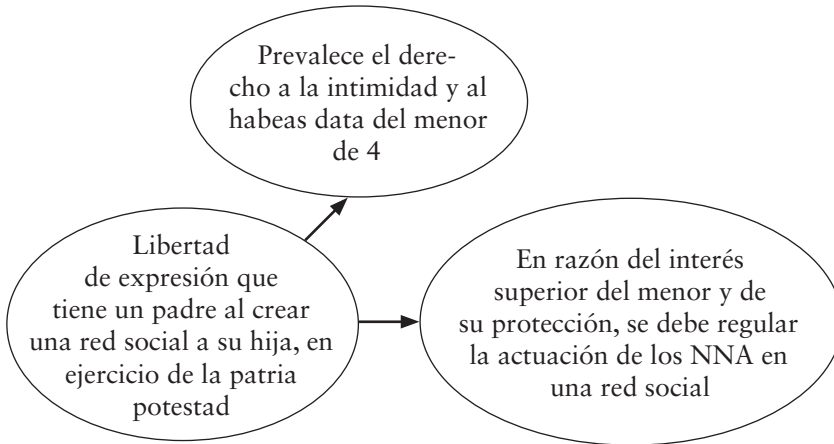 Prevalece el dere-
cho a la intimidad y al
habeas data del menor
de 4
Libertad
de expresión que
tiene un padre al crear
una red social a su hija, en
ejercicio de la patria
potestad
En razón del interés
superior del menor y de
su protección, se debe regular
la actuación de los NNA en
una red social